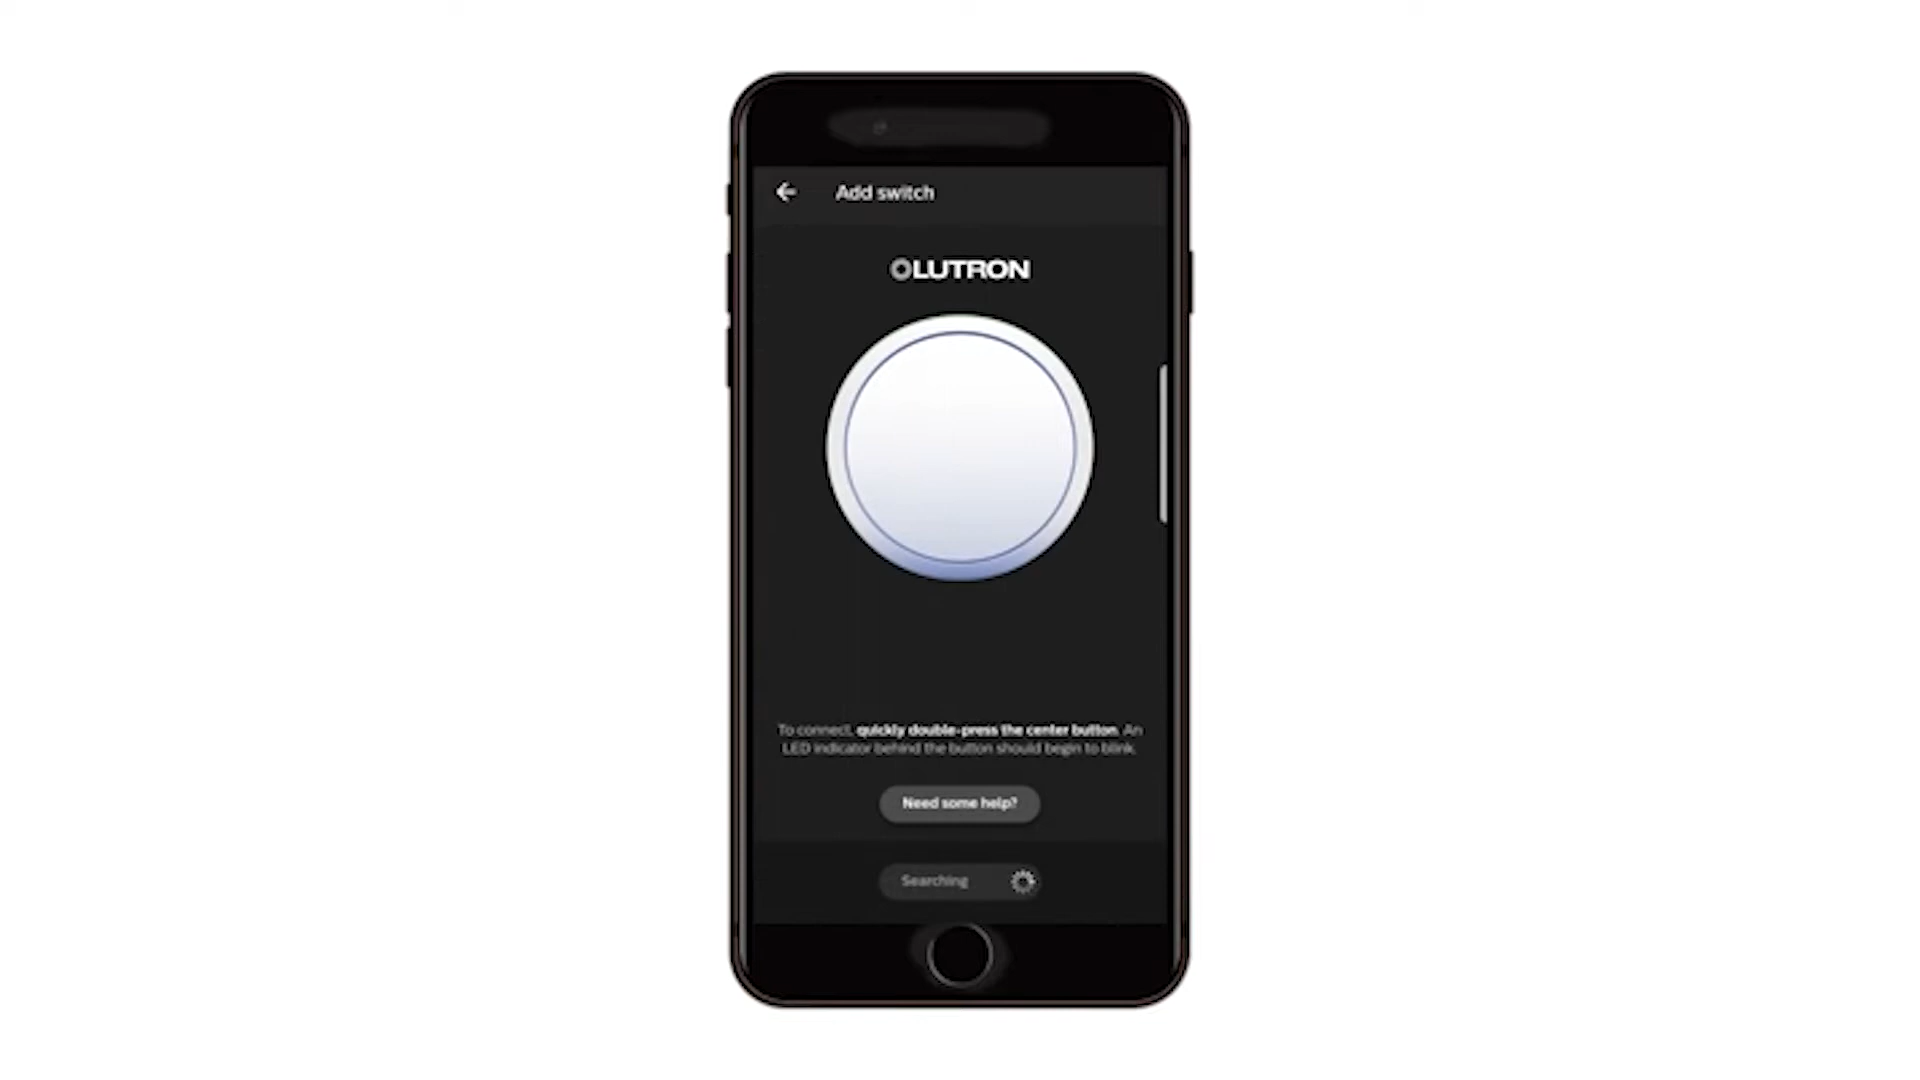 Add switch
LUTRON
To connect, quickly double-press the center button. An
LED indicator behind the button should begin to blink.
Need some help?
Searching